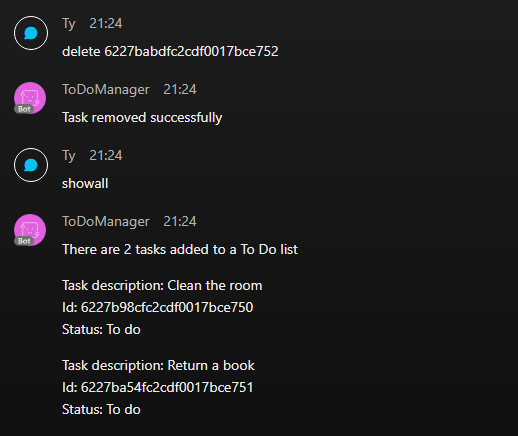 Ty 21:24
delete 6227babdfc2cdf0017bce752
ToDoManager 21:24
Bot
Task removed successfully
Ty 21:24
showall
ToDoManager 21:24
Bot
There are 2 tasks added to a To Do list
Task description: Clean the room
Id: 6227b98cfc2cdf0017bce750
Status: To do
Task description: Return a book
Id: 6227ba54fc2cdf0017bce751
Status: To do